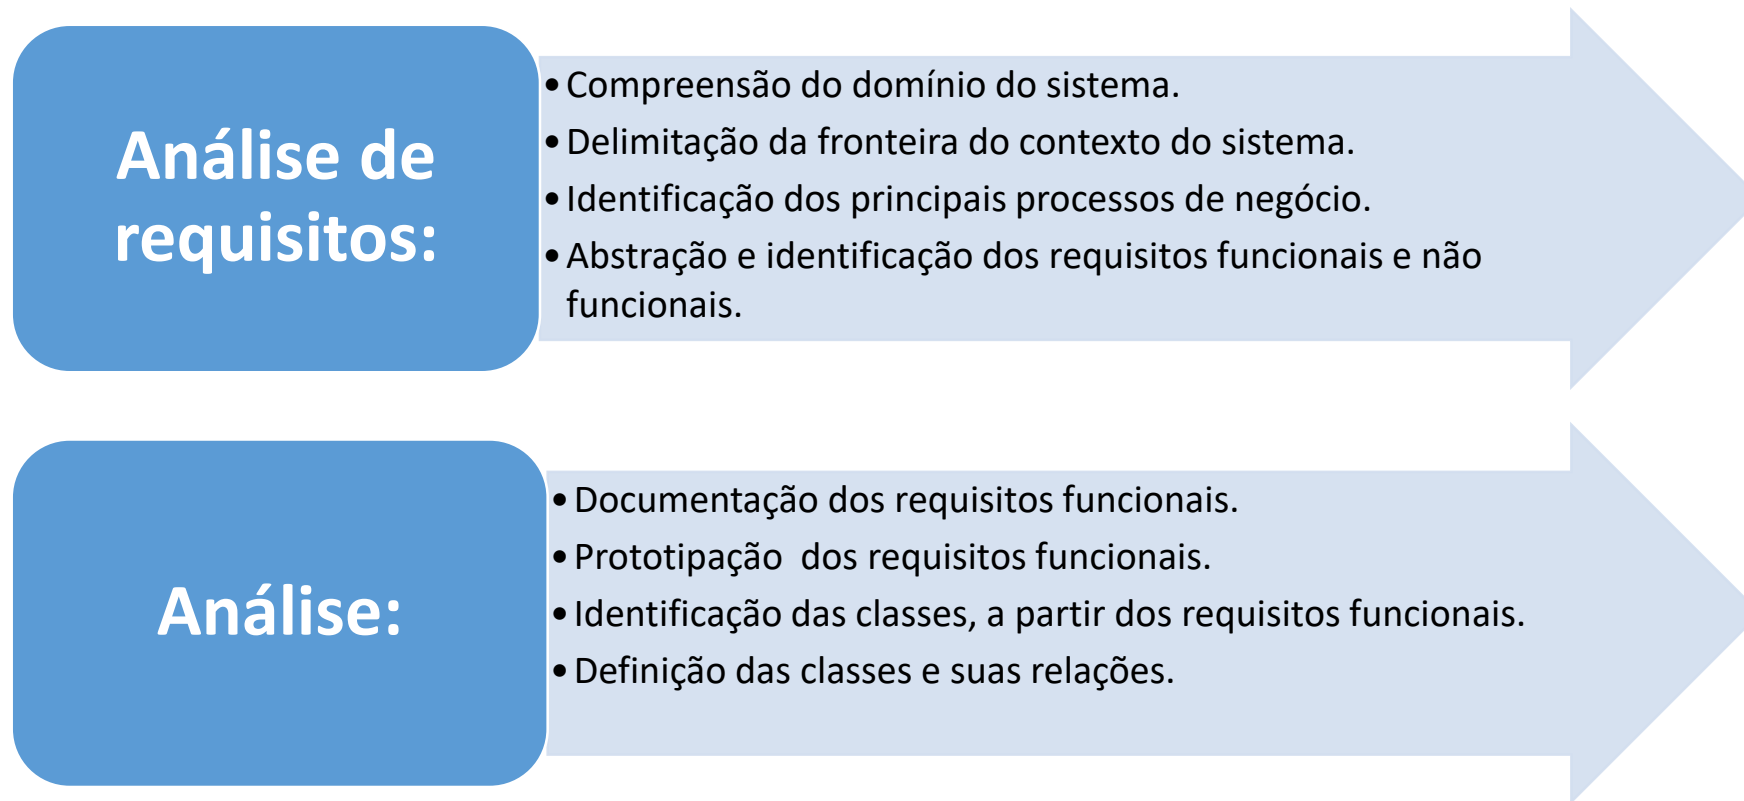 Análise de
requisitos:
•Compreensão do domínio do sistema.
•Delimitação da fronteira do contexto do sistema.
•Identificação dos principais processos de negócio.
•Abstração e identificação dos requisitos funcionais e não
funcionais.
Análise:
•Documentação dos requisitos funcionais.
•Prototipação  dos requisitos funcionais.
•Identificação das classes, a partir dos requisitos funcionais.
•Definição das classes e suas relações.